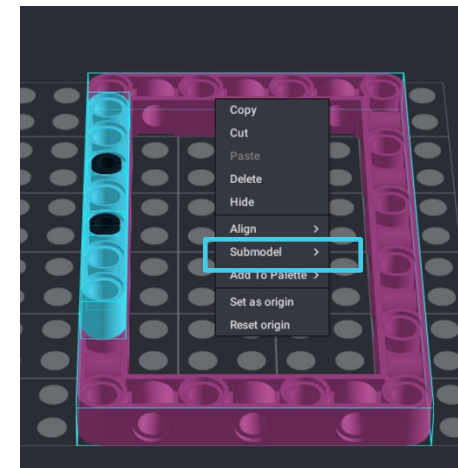 Copy
Cut
Paste
Delete
Hide
Align >
Submodel >
Add To Palette >
Set as origin
Reset origin